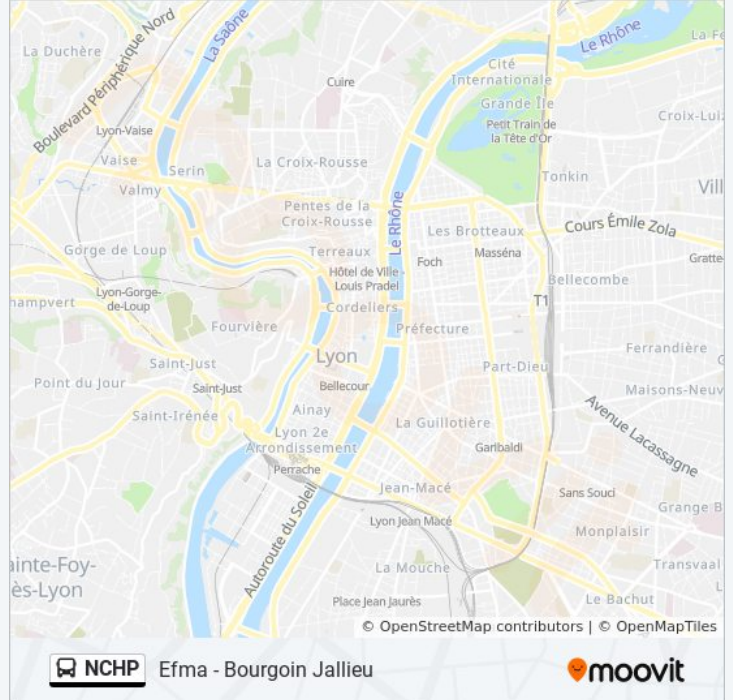 La Duchère
Boulevard Périphérique Nord
La Saône
Le Rhône
Cité
Internationale
Cuire
Grande Île
Petit Train de
la Tête d'Or
Croix-Luiz
Lyon-Vaise
Vaise
Serin
La Croix-Rousse
Valmy
Tonkin
Vill
Pentes de la
Croix-Rousse
Le Rhône
Les Brotteaux
Cours Émile Zola
Gorge de Loup
Terreaux
Masséna
Gratte-
Hôtel de Ville -
Louis Pradel
Foch
Bellecombe
Lyon-Gorge-
de-Loup
hampvert
Cordeliers
T1
Fourvière
Préfecture
Lyon
Ferrandière
Saint-Just
Part-Dieu
Point du Jour
Saint-Just
Bellecour
Maisons-Neuv
Saint-Irénée
Ainay
Avenue Lacassagne
La Guillotière
Lyon 2e
Arrondissement
Garibaldi
Perrache
Jean-Macé
Sans Souci
Autoroute du Soleil
Lyon Jean Macé
Grange B
Monplaisir
ainte-Foy-
ès-Lyon
La Mouche
Transvaal
Place Jean Jaurès
Le Bachut
© OpenStreetMap contributors | © OpenMapTiles
NCHP Efma - Bourgoin Jallieu
moovit